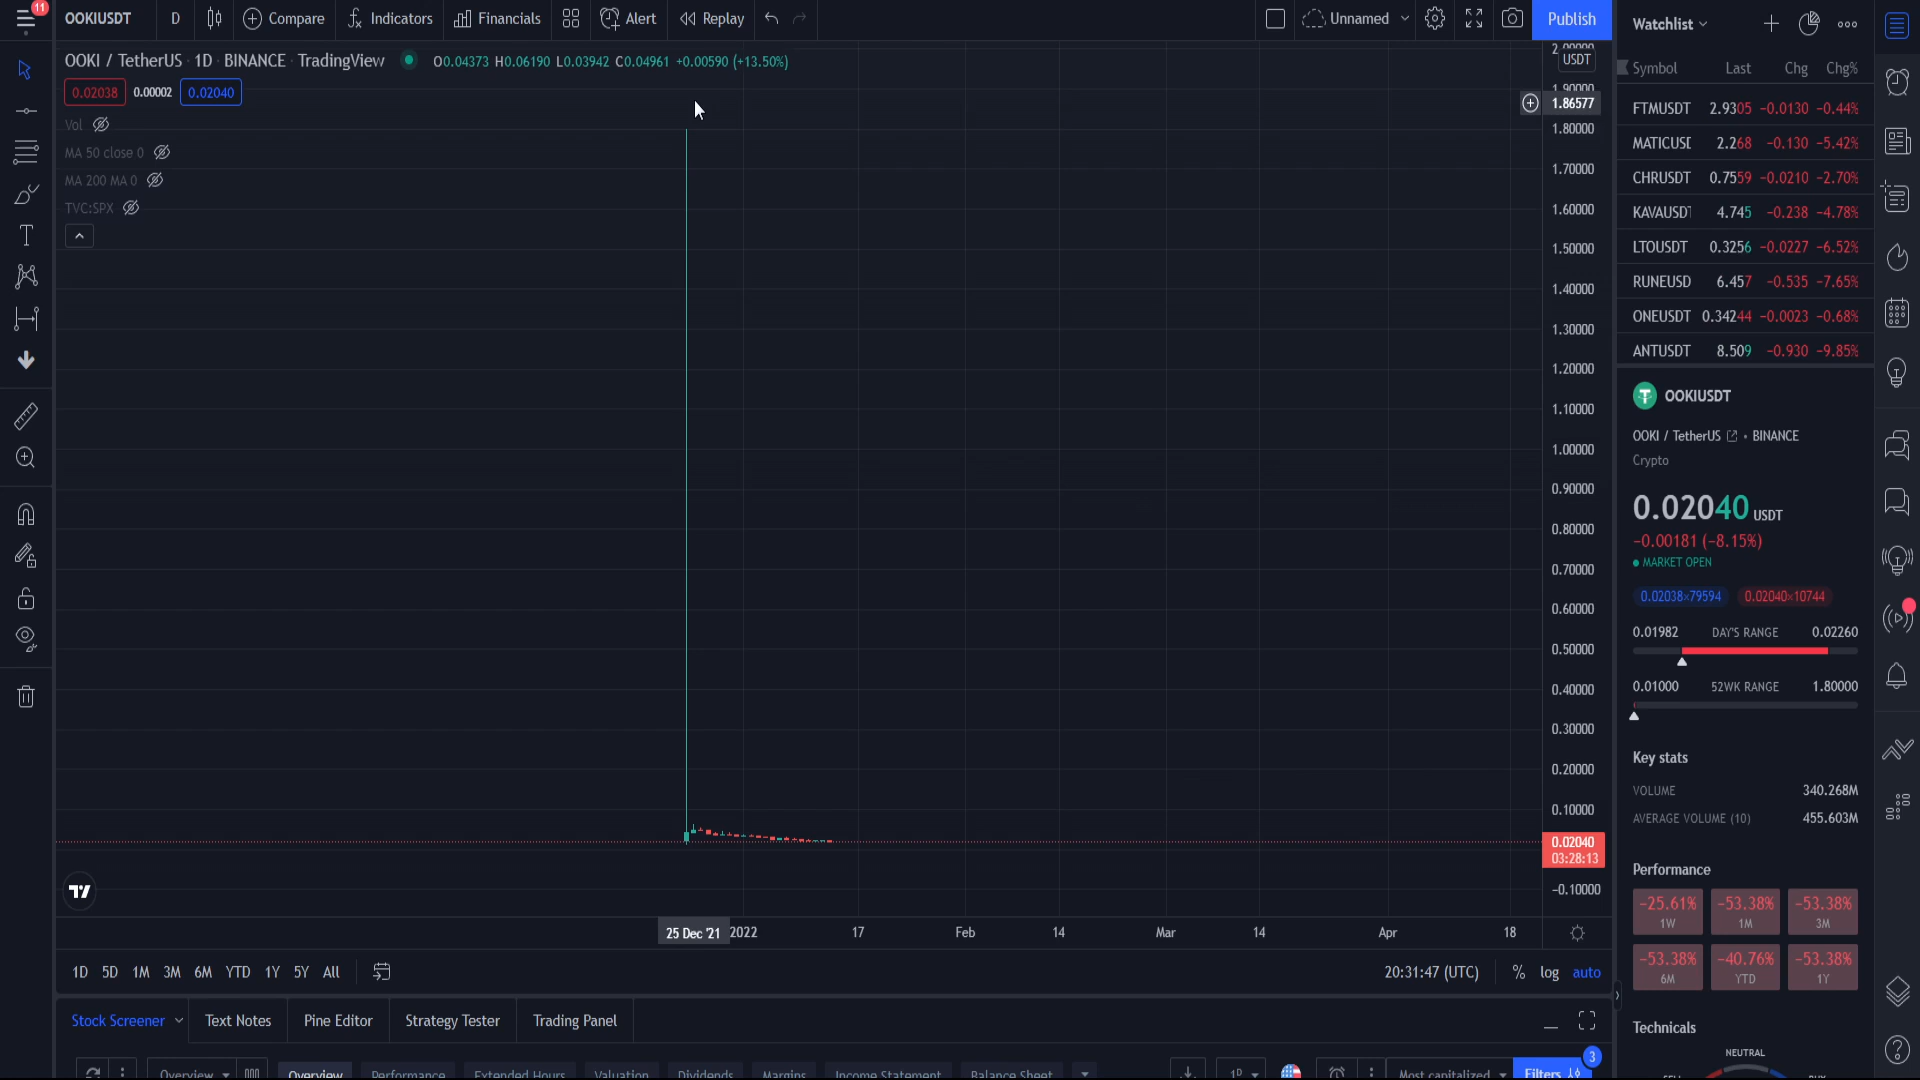 11
OOKIUSDT
D
Compare
Indicators
Financials
Alert
Replay
Unnamed
Publish
OOKI / TetherUS · 1D · BINANCE · TradingView
O0.04373 H0.06190 L0.03942 C0.04961 +0.00590 (+13.50%)
0.02038
0.00002
0.02040
Vol
MA 50 close 0
MA 200 MA 0
TVC:SPX
2.00000
USDT
1.90000
1.86577
1.80000
1.70000
1.60000
1.50000
1.40000
1.30000
1.20000
1.10000
1.00000
0.90000
0.80000
0.70000
0.60000
0.50000
0.40000
0.30000
0.20000
0.10000
0.02040
03:28:13
-0.10000
25 Dec '21
2022
17
Feb
14
Mar
14
Apr
18
1D 5D 1M 3M 6M YTD 1Y 5Y All
20:31:47 (UTC)
%
log
auto
Stock Screener
Text Notes
Pine Editor
Strategy Tester
Trading Panel
Overview
Overview
Performance
Extended Hours
Valuation
Dividends
Margins
Income Statement
Balance Sheet
1D
Most capitalized
Filters
3
Watchlist
Symbol Last Chg Chg%
FTMUSDT 2.9305 -0.0130 -0.44%
MATICUSD 2.268 -0.130 -5.42%
CHRUSDT 0.7559 -0.0210 -2.70%
KAVAUSDT 4.745 -0.238 -4.78%
LTOUSDT 0.3256 -0.0227 -6.52%
RUNEUSD 6.457 -0.535 -7.65%
ONEUSDT 0.34244 -0.0023 -0.68%
ANTUSDT 8.509 -0.930 -9.85%
OOKIUSDT
OOKI / TetherUS • BINANCE
Crypto
0.02040 USDT
-0.00181 (-8.15%)
MARKET OPEN
0.02038×79594 0.02040×10744
0.01982 DAY'S RANGE 0.02260
0.01000 52WK RANGE 1.80000
Key stats
VOLUME 340.268M
AVERAGE VOLUME (10) 455.603M
Performance
-25.61% -53.38% -53.38%
1W 1M 3M
-53.38% -40.76% -53.38%
6M YTD 1Y
Technicals
NEUTRAL
SELL BUY